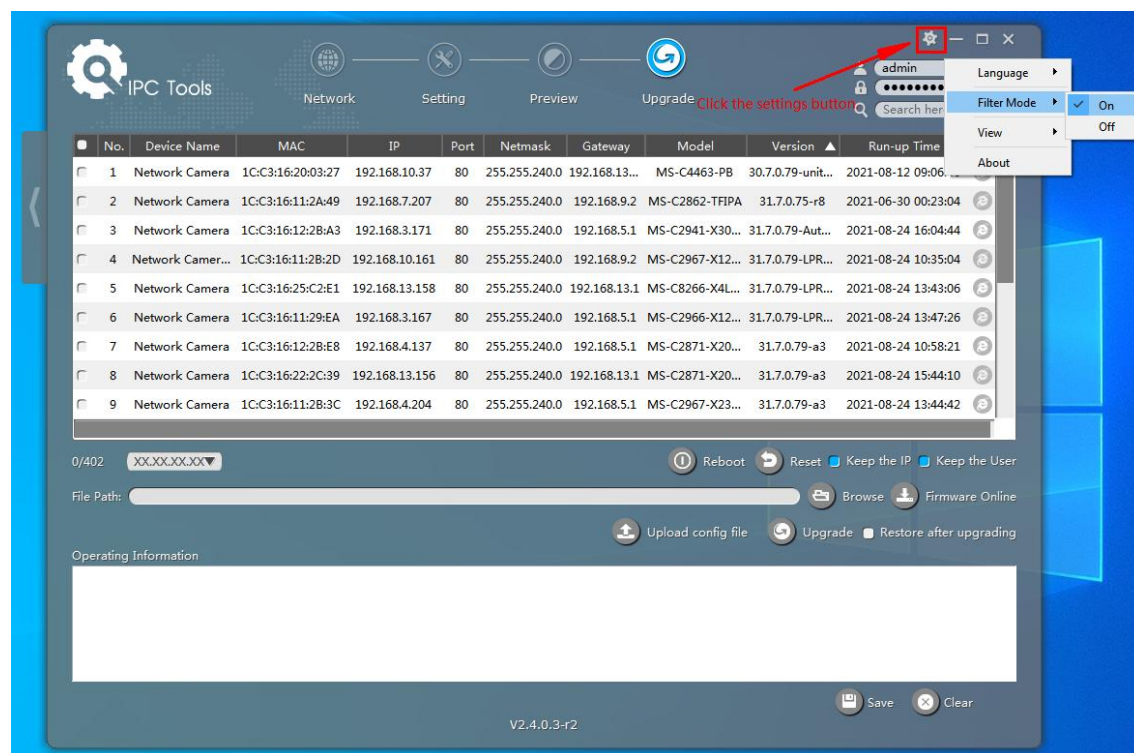 IPC Tools
Network
Setting
Preview
Upgrade
Click the settings button
admin
Search her
Language
Filter Mode
On
Off
View
About
No. Device Name MAC IP Port Netmask Gateway Model Version Run-up Time
1 Network Camera 1C:C3:16:20:03:27 192.168.10.37 80 255.255.240.0 192.168.13... MS-C4463-PB 30.7.0.79-unit... 2021-08-12 09:06
2 Network Camera 1C:C3:16:11:2A:49 192.168.7.207 80 255.255.240.0 192.168.9.2 MS-C2862-TFIPA 31.7.0.75-r8 2021-06-30 00:23:04
3 Network Camera 1C:C3:16:12:2B:A3 192.168.3.171 80 255.255.240.0 192.168.5.1 MS-C2941-X30... 31.7.0.79-Aut... 2021-08-24 16:04:44
4 Network Camer... 1C:C3:16:11:2B:2D 192.168.10.161 80 255.255.240.0 192.168.9.2 MS-C2967-X12... 31.7.0.79-LPR... 2021-08-24 10:35:04
5 Network Camera 1C:C3:16:25:C2:E1 192.168.13.158 80 255.255.240.0 192.168.13.1 MS-C8266-X4L... 31.7.0.79-LPR... 2021-08-24 13:43:06
6 Network Camera 1C:C3:16:11:29:EA 192.168.3.167 80 255.255.240.0 192.168.5.1 MS-C2966-X12... 31.7.0.79-LPR... 2021-08-24 13:47:26
7 Network Camera 1C:C3:16:12:2B:E8 192.168.4.137 80 255.255.240.0 192.168.5.1 MS-C2871-X20... 31.7.0.79-a3 2021-08-24 10:58:21
8 Network Camera 1C:C3:16:22:2C:39 192.168.13.156 80 255.255.240.0 192.168.13.1 MS-C2871-X20... 31.7.0.79-a3 2021-08-24 15:44:10
9 Network Camera 1C:C3:16:11:2B:3C 192.168.4.204 80 255.255.240.0 192.168.5.1 MS-C2967-X23... 31.7.0.79-a3 2021-08-24 13:44:42
0/402 XX.XX.XX.XX Reboot Reset Keep the IP Keep the User
File Path: Browse Firmware Online
Upload config file Upgrade Restore after upgrading
Operating Information
Save Clear
V2.4.0.3-r2